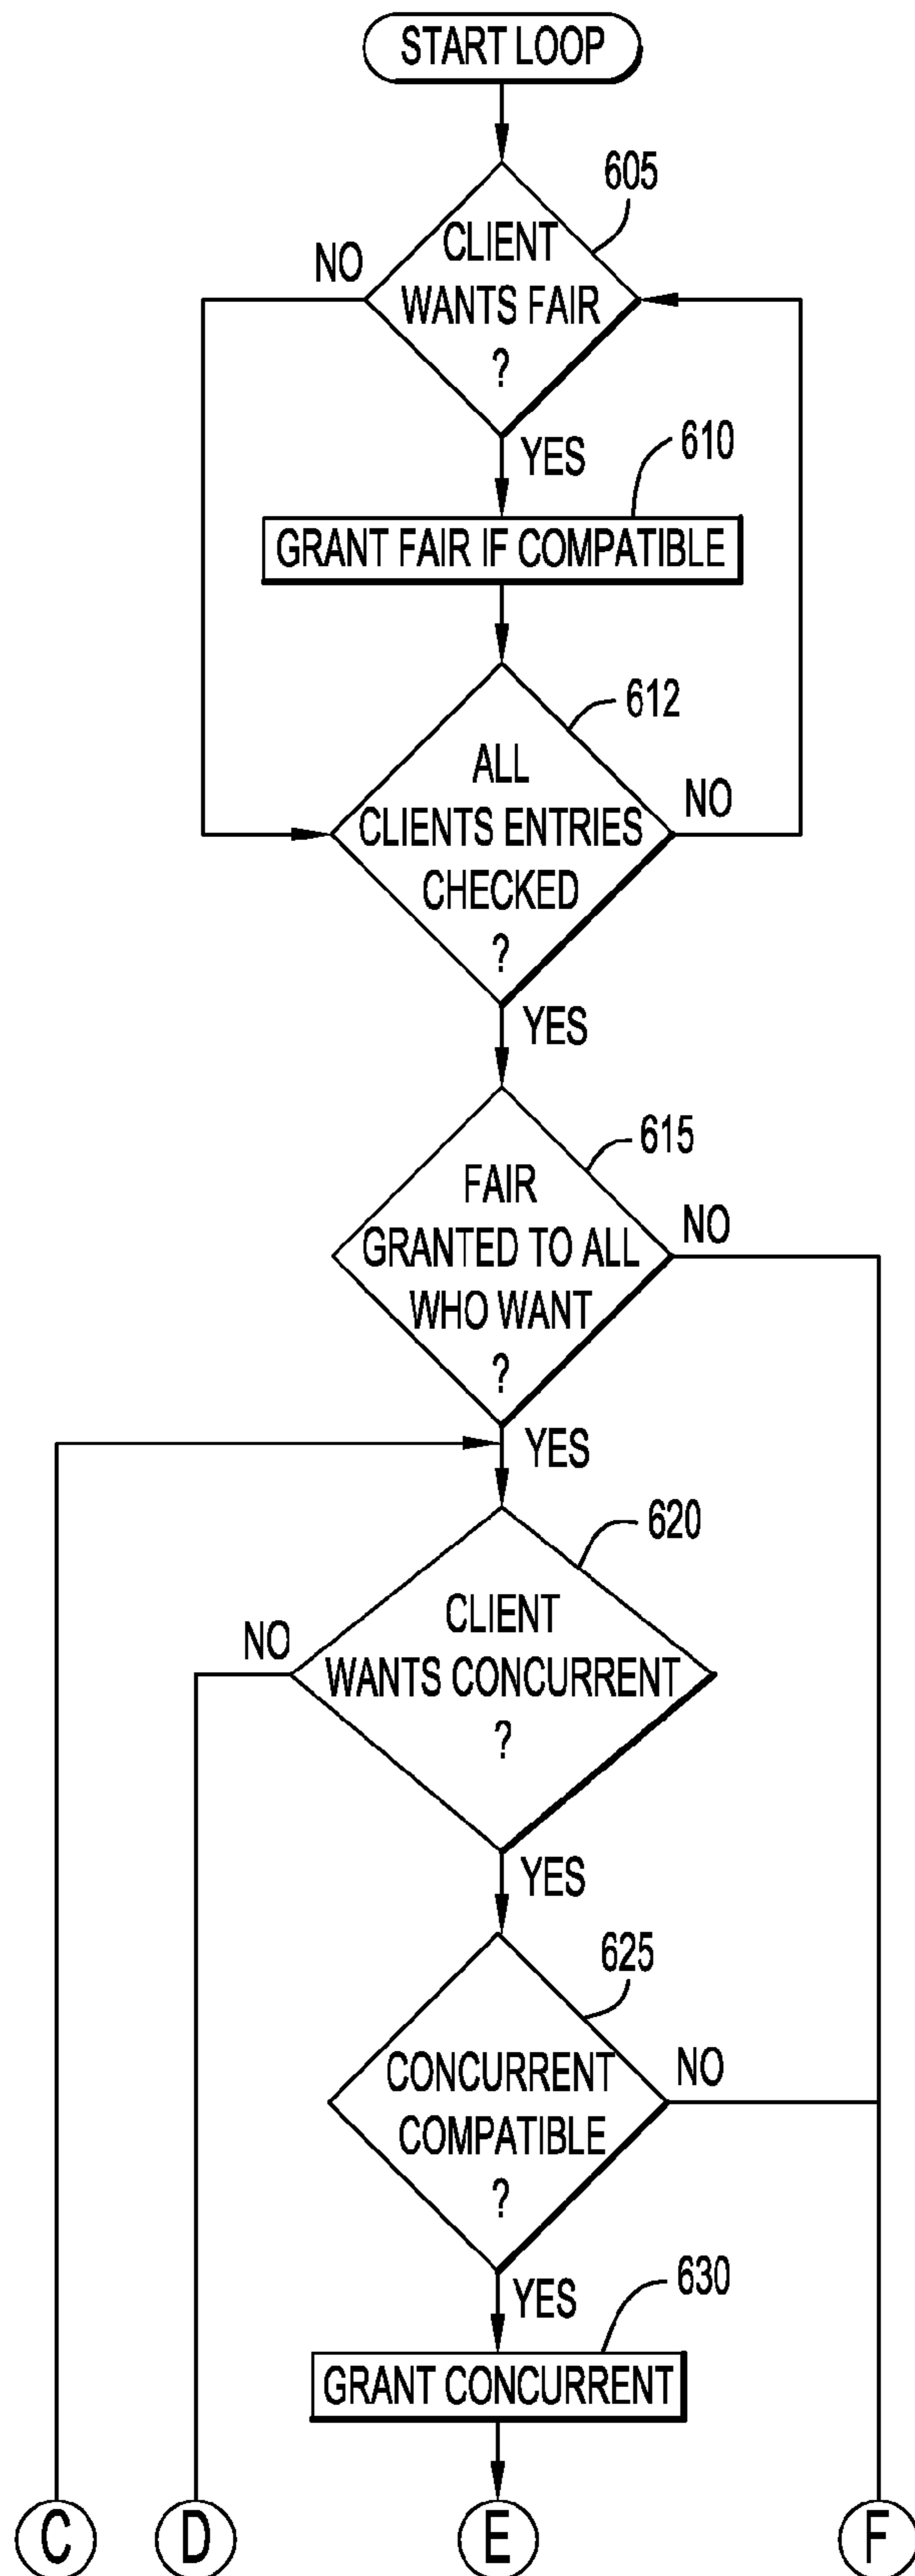 START LOOP
605
CLIENT
WANTS FAIR
?
NO
YES
610
GRANT FAIR IF COMPATIBLE
612
ALL
CLIENTS ENTRIES
CHECKED
?
NO
YES
615
FAIR
GRANTED TO ALL
WHO WANT
?
NO
YES
620
CLIENT
WANTS CONCURRENT
?
NO
YES
625
CONCURRENT
COMPATIBLE
?
NO
YES
630
GRANT CONCURRENT
C
D
E
F